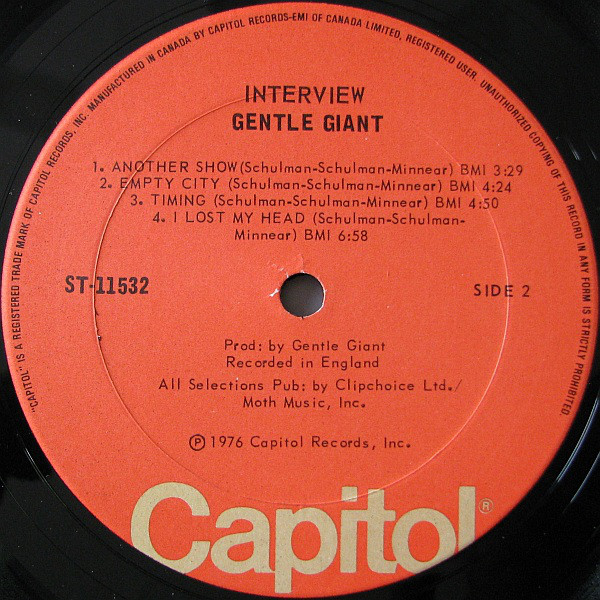 "CAPITOL" IS A REGISTERED TRADE MARK OF CAPITOL RECORDS, INC. MANUFACTURED IN CANADA BY CAPITOL RECORDS-EMI OF CANADA LIMITED, REGISTERED USER. UNAUTHORIZED COPYING OF THIS RECORD IN ANY FORM IS STRICTLY PROHIBITED.
INTERVIEW
GENTLE GIANT
1. ANOTHER SHOW(Schulman-Schulman-Minnear) BMI 3:29
2. EMPTY CITY (Schulman-Schulman-Minnear) BMI 4:24
3. TIMING (Schulman-Schulman-Minnear) BMI 4:50
4. I LOST MY HEAD (Schulman-Schulman-
Minnear) BMI 6:58
ST-11532
SIDE 2
Prod: by Gentle Giant
Recorded in England
All Selections Pub: by Clipchoice Ltd./
Moth Music, Inc.
℗ 1976 Capitol Records, Inc.
Capitol®